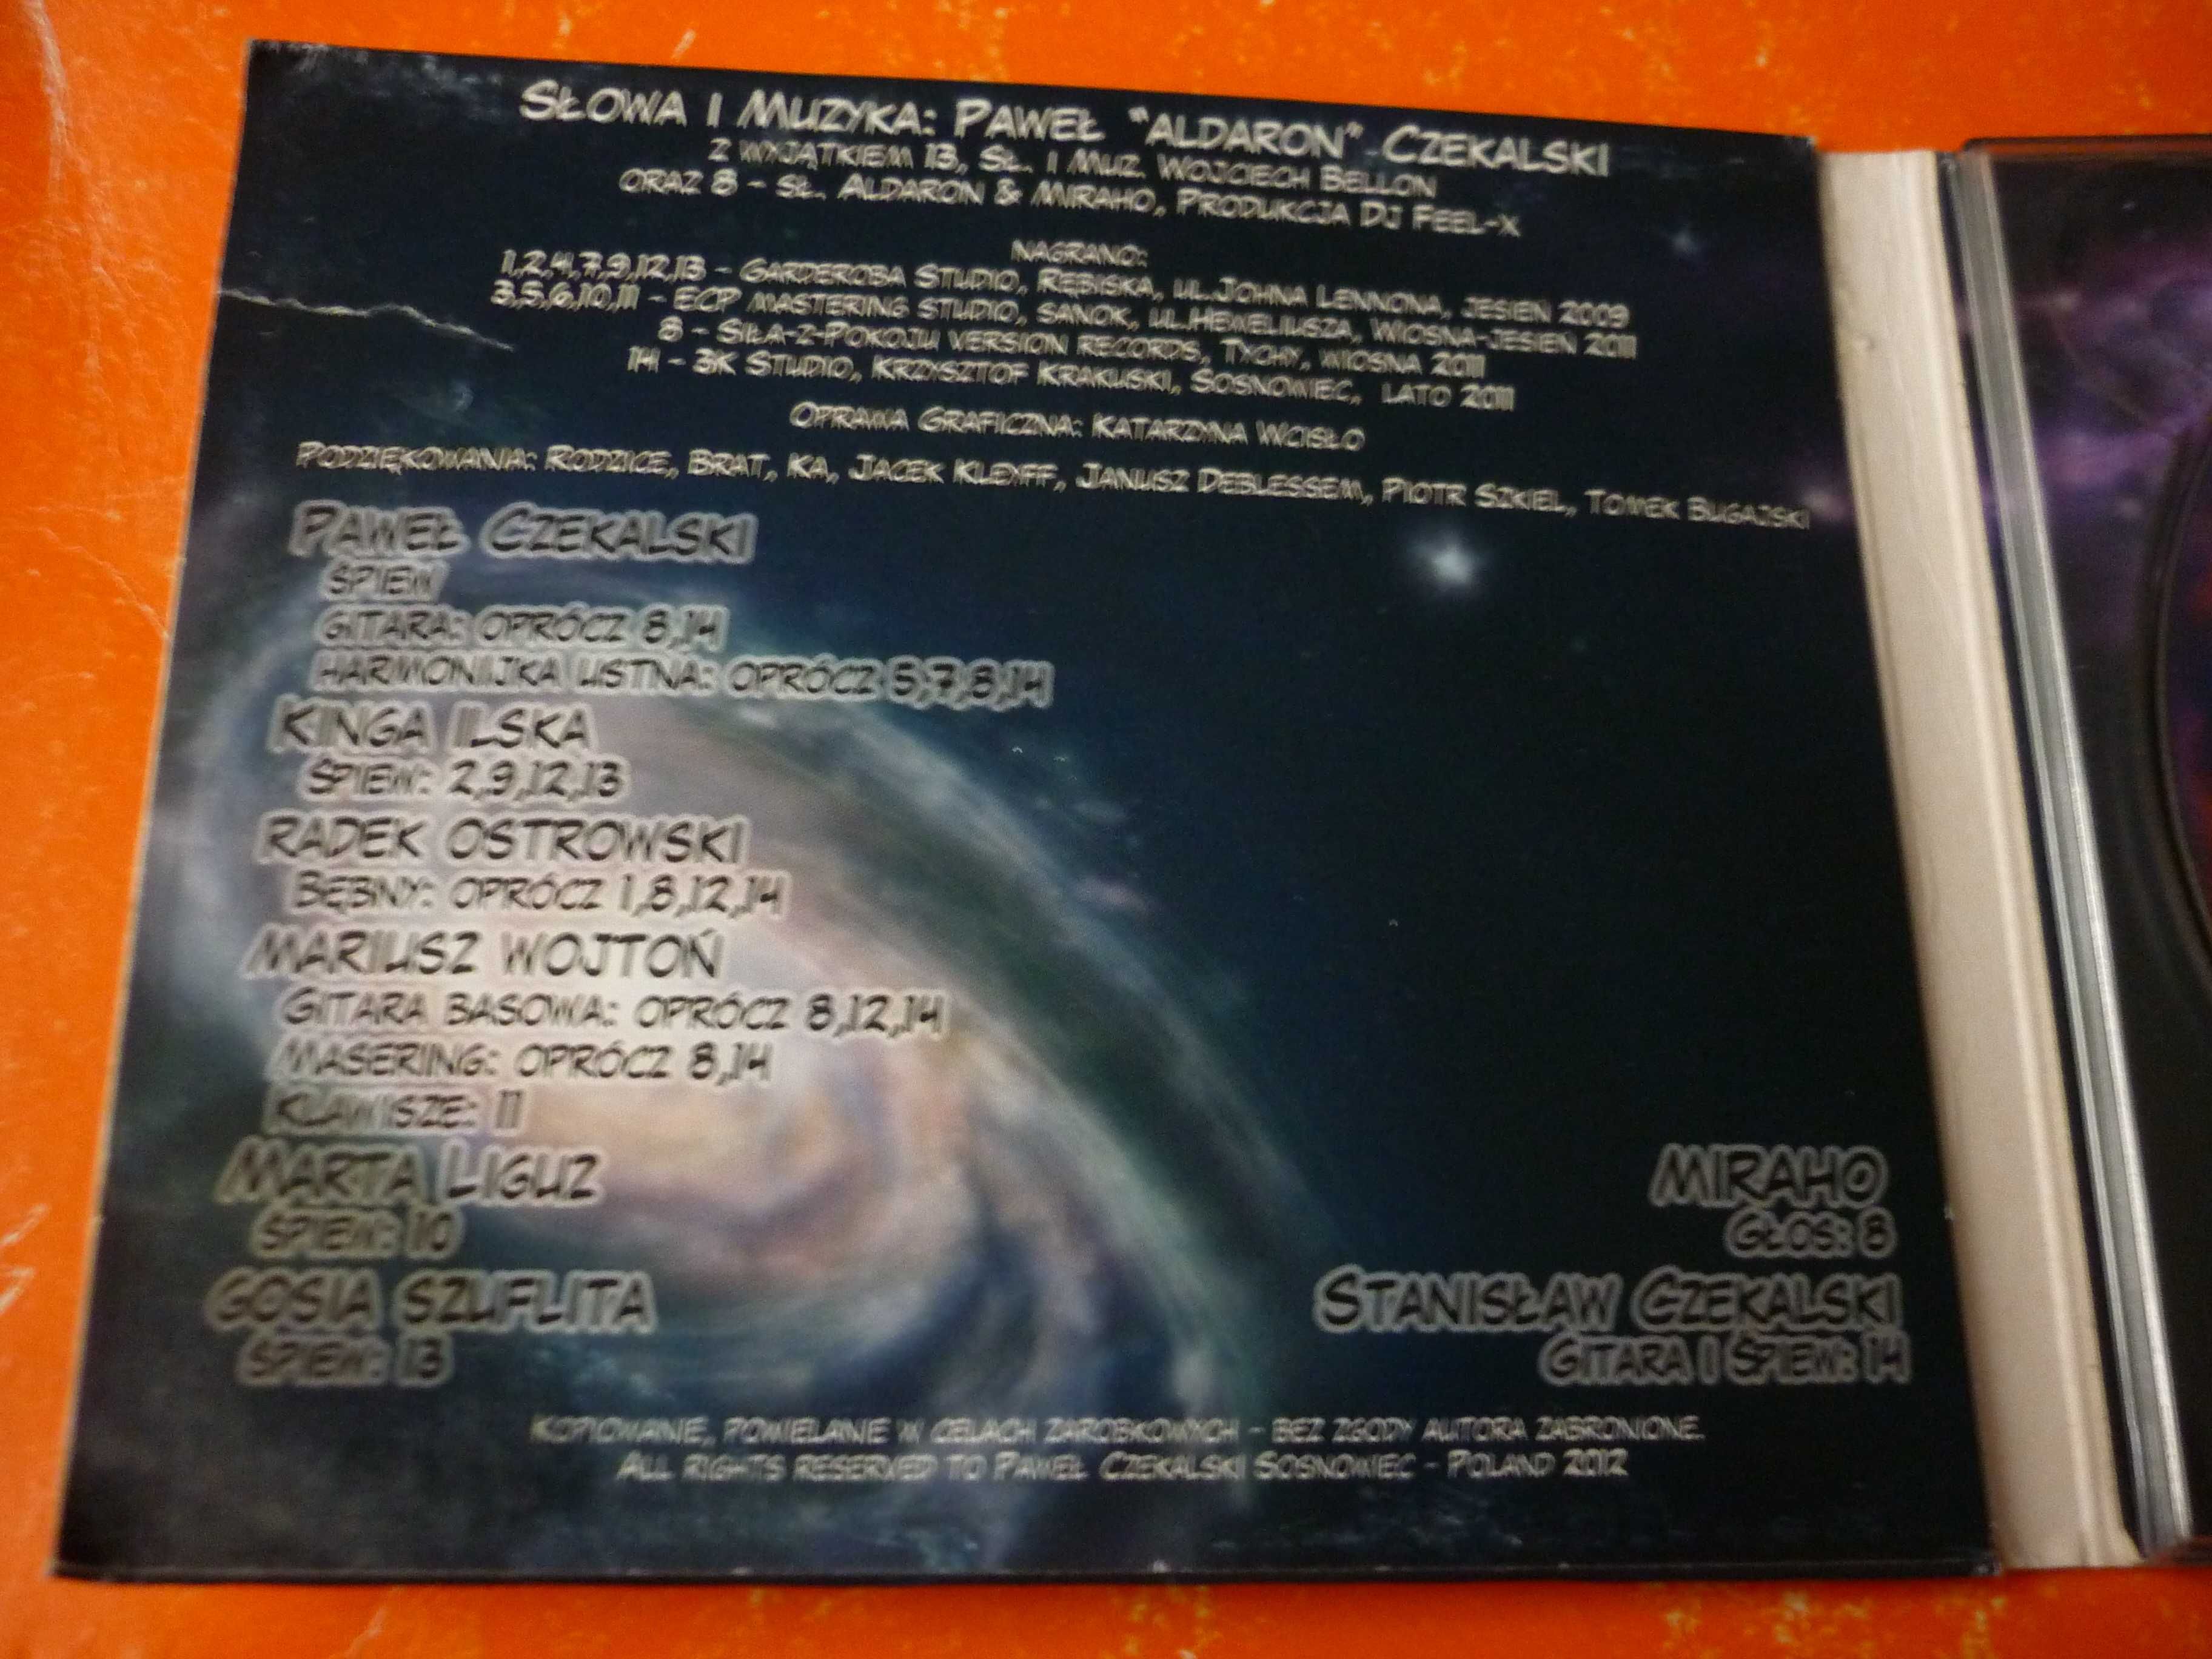 Słowa i Muzyka: Paweł "Aldaron" Czekalski
z wyjątkiem 13, sł. i muz. Wojciech Bellon
oraz 8 - sł. Aldaron & Miraho, Produkcja Dj Feel-x
nagrano:
1,2,4,7,9,12,13 - Garderoba Studio, Rębiska, ul.Johna Lennona, jesień 2009
3,5,6,10,11 - ECP mastering studio, Sanok, ul.Heweliusza, wiosna-jesień 2011
8 - Siła-z-Pokoju version records, Tychy, wiosna 2011
14 - 3K Studio, Krzysztof Krakuski, Sosnowiec, lato 2011
Oprawa Graficzna: Katarzyna Wcisło
Podziękowania: Rodzice, Brat, Ka, Jacek Kleyff, Janusz Deblessem, Piotr Szkiel, Tomek Bugajski
Paweł Czekalski
śpiew
gitara: oprócz 8,14
harmonijka ustna: oprócz 5,7,8,14
Kinga Ilska
śpiew: 2,9,12,13
Radek Ostrowski
Bębny: oprócz 1,8,12,14
Mariusz Wojtoń
Gitara basowa: oprócz 8,12,14
Masering: oprócz 8,14
Klawisze: 11
Marta Liguz
śpiew: 10
Gosia Szuflita
śpiew: 13
Miraho
Głos: 8
Stanisław Czekalski
Gitara i śpiew: 14
Kopiowanie, powielanie w celach zarobkowych - bez zgody autora zabronione.
All rights reserved to Paweł Czekalski Sosnowiec - Poland 2012